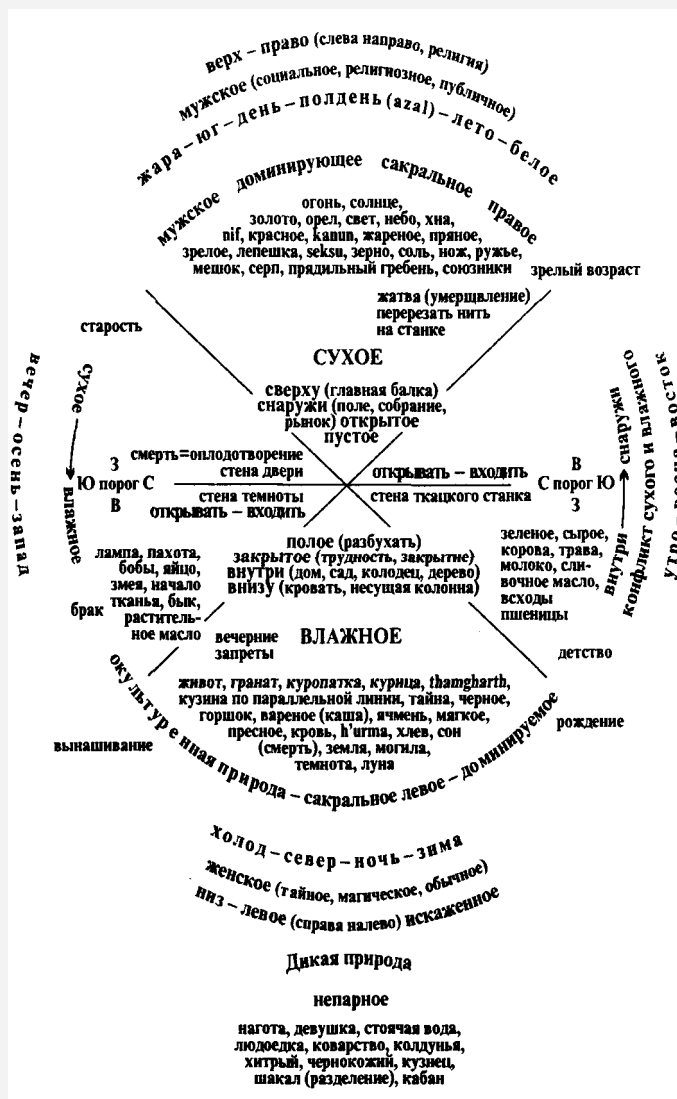 верх – право (слева направо, религия)
мужское (социальное, религиозное, публичное)
жара – юг – день – полдень (azal) – лето – белое
мужское доминирующее сакральное правое
огонь, солнце,
золото, орел, свет, небо, хна,
nif, красное, kanun, жареное, пряное,
зрелое, лепешка, seksu, зерно, соль, нож, ружье,
мешок, серп, прядильный гребень, союзники
зрелый возраст
жатва (умерщвление)
перерезать нить
на станке
старость
СУХОЕ
сверху (главная балка)
снаружи (поле, собрание,
рынок) открытое
пустое
вечер – осень – запад
сухое
влажное
З
Ю порог С
В
смерть=оплодотворение
стена двери
стена темноты
открывать – входить
открывать – входить
стена ткацкого станка
В
С порог Ю
З
внутри снаружи
конфликт сухого и влажного
утро – весна – восток
полое (разбухать)
закрытое (трудность, закрытие)
внутри (дом, сад, колодец, дерево)
внизу (кровать, несущая колонна)
лампа, пахота,
бобы, яйцо,
змея, начало
тканья, бык,
раститель-
ное масло
брак
зеленое, сырое,
корова, трава,
молоко, сли-
вочное масло,
всходы
пшеницы
вечерние
запреты
ВЛАЖНОЕ
детство
живот, гранат, куропатка, курица, thamgharth,
кузина по параллельной линии, тайна, черное,
горшок, вареное (каша), ячмень, мягкое,
пресное, кровь, h'urma, хлев, сон
(смерть), земля, могила,
темнота, луна
рождение
вынашивание
окультуренная природа – сакральное левое – доминируемое
холод – север – ночь – зима
женское (тайное, магическое, обычное)
низ – левое (справа налево) искаженное
Дикая природа
непарное
нагота, девушка, стоячая вода,
людоедка, коварство, колдунья,
хитрый, чернокожий, кузнец,
шакал (разделение), кабан